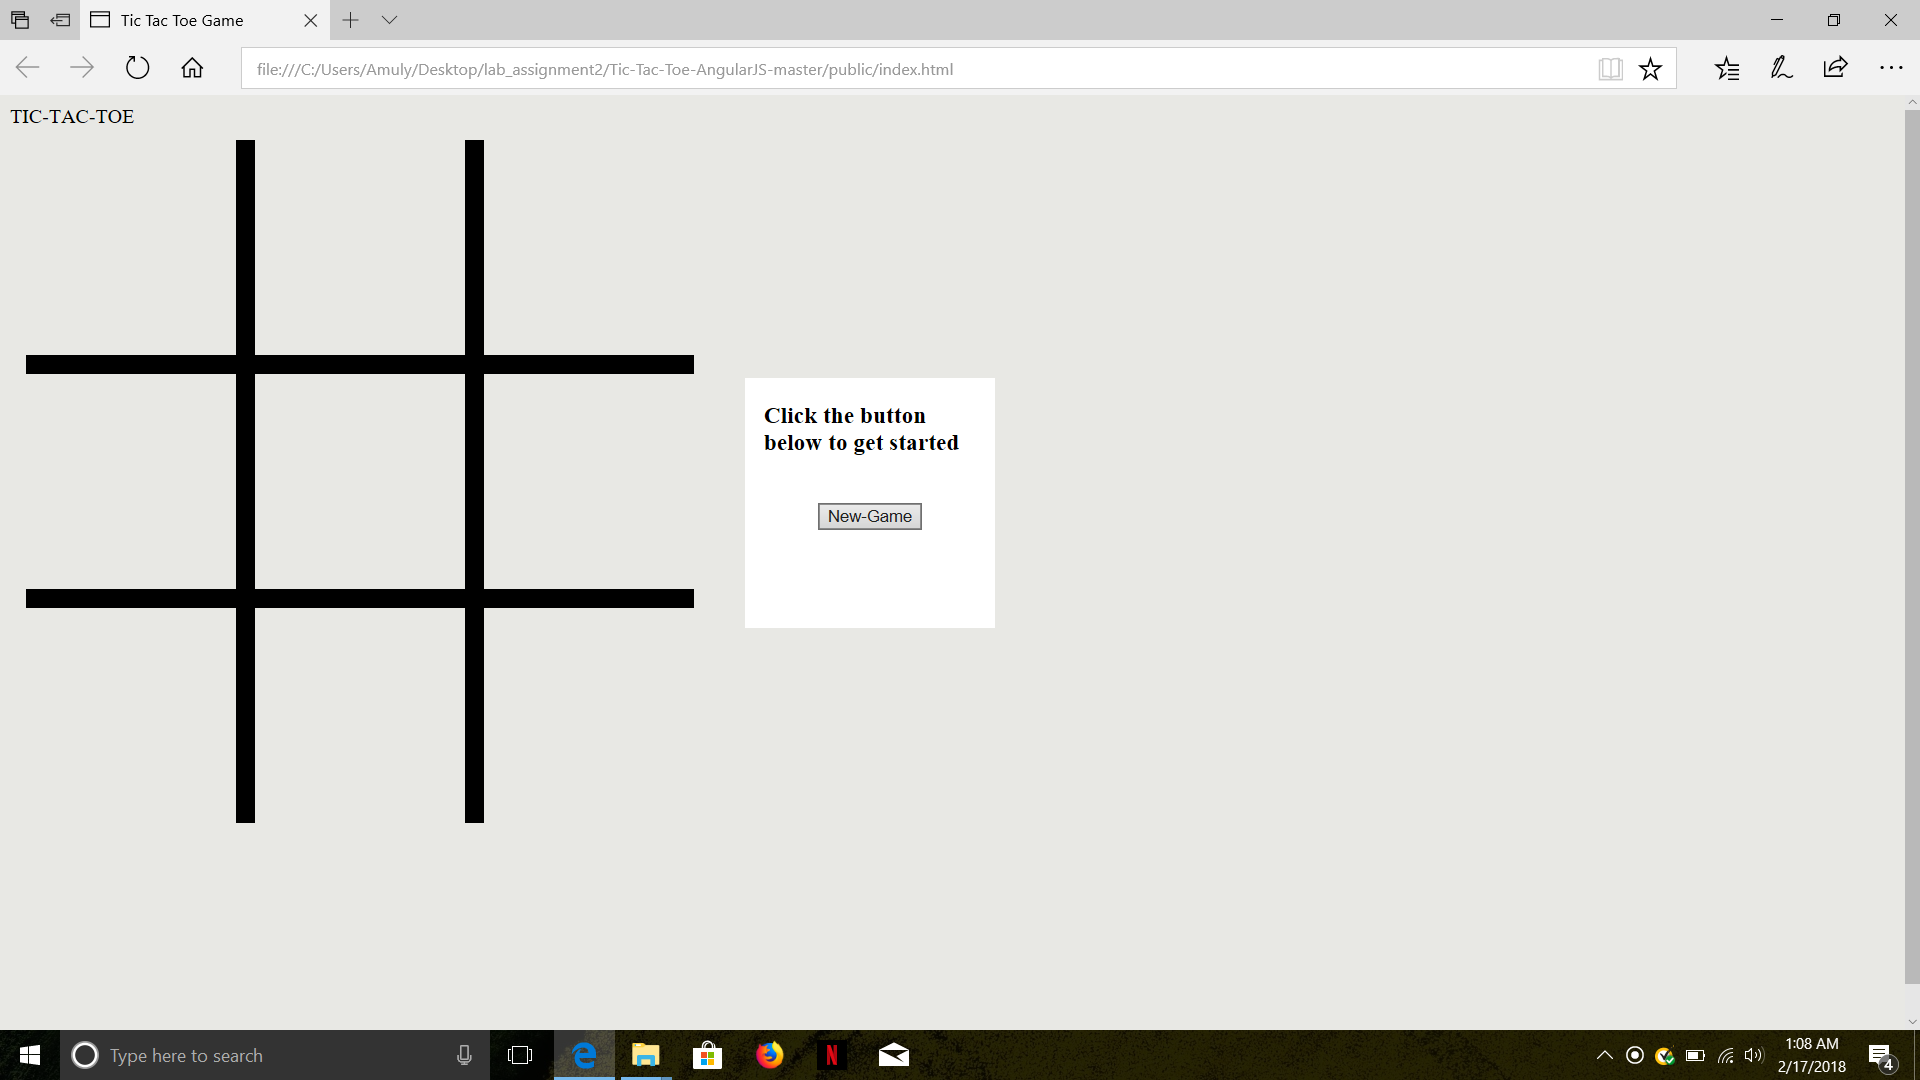 Tic Tac Toe Game
file:///C:/Users/Amuly/Desktop/lab_assignment2/Tic-Tac-Toe-AngularJS-master/public/index.html
TIC-TAC-TOE
Click the button
below to get started
New-Game
Type here to search
N
1:08 AM
2/17/2018
4